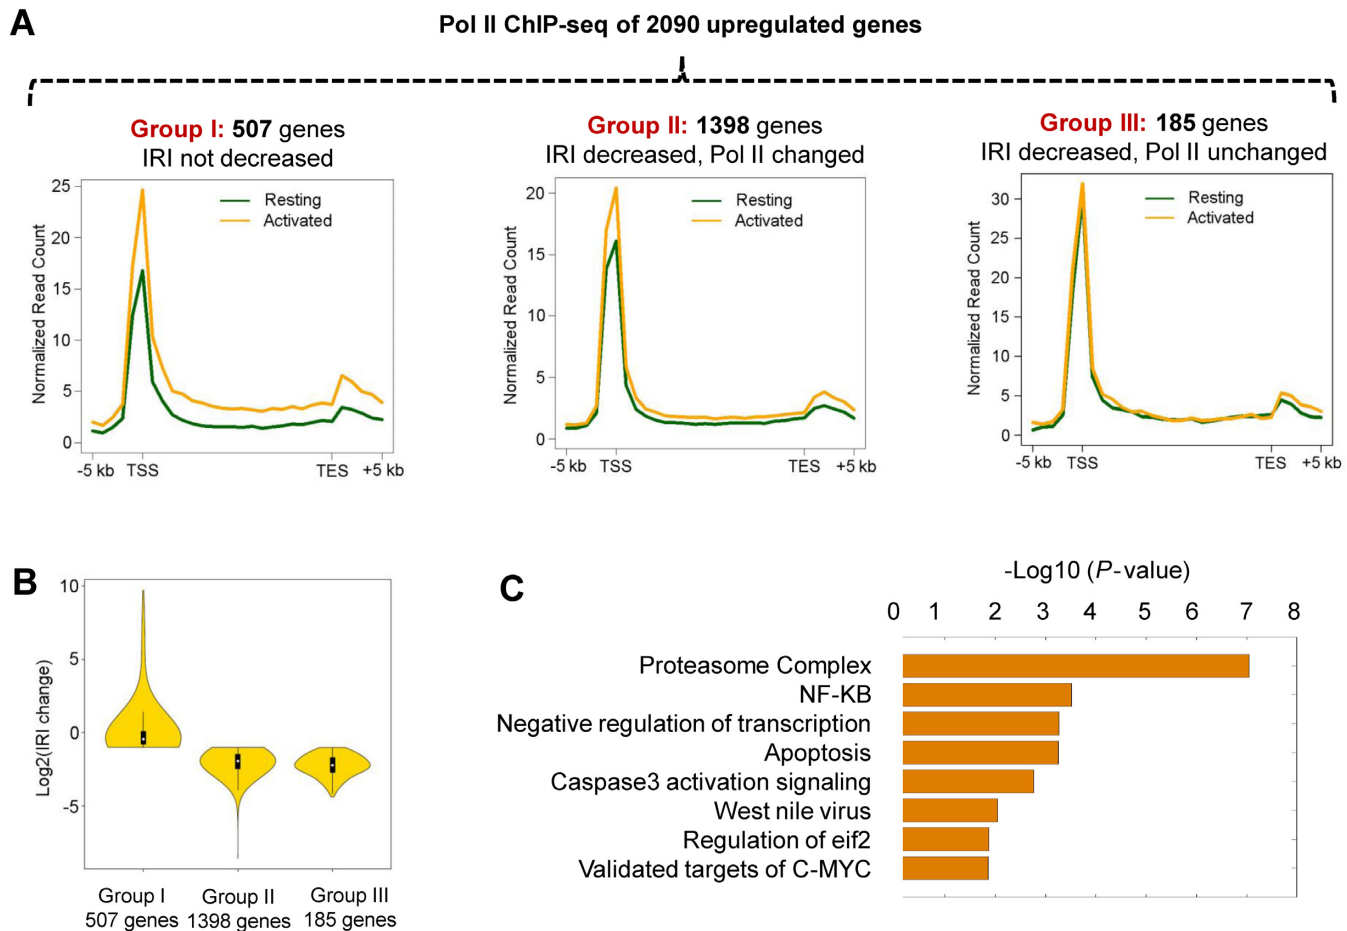 A
Pol II ChIP-seq of 2090 upregulated genes
Group I: 507 genes
IRI not decreased
Group II: 1398 genes
IRI decreased, Pol II changed
Group III: 185 genes
IRI decreased, Pol II unchanged
Normalized Read Count
25
20
15
10
5
0
Resting
Activated
-5 kb TSS TES +5 kb
Normalized Read Count
20
15
10
5
0
Resting
Activated
-5 kb TSS TES +5 kb
Normalized Read Count
30
25
20
15
10
5
0
Resting
Activated
-5 kb TSS TES +5 kb
B
Log2(IRI change)
10
5
0
-5
Group I
507 genes
Group II
1398 genes
Group III
185 genes
C
-Log10 (P-value)
0 1 2 3 4 5 6 7 8
Proteasome Complex
NF-KB
Negative regulation of transcription
Apoptosis
Caspase3 activation signaling
West nile virus
Regulation of eif2
Validated targets of C-MYC